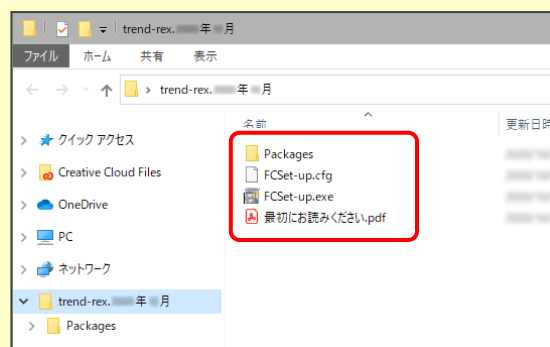 trend-rex. 年 月
ファイル ホーム 共有 表示
trend-rex. 年 月
名前 更新日時
クイック アクセス
Creative Cloud Files
OneDrive
PC
ネットワーク
trend-rex. 年 月
Packages
Packages
FCSet-up.cfg
FCSet-up.exe
最初にお読みください.pdf